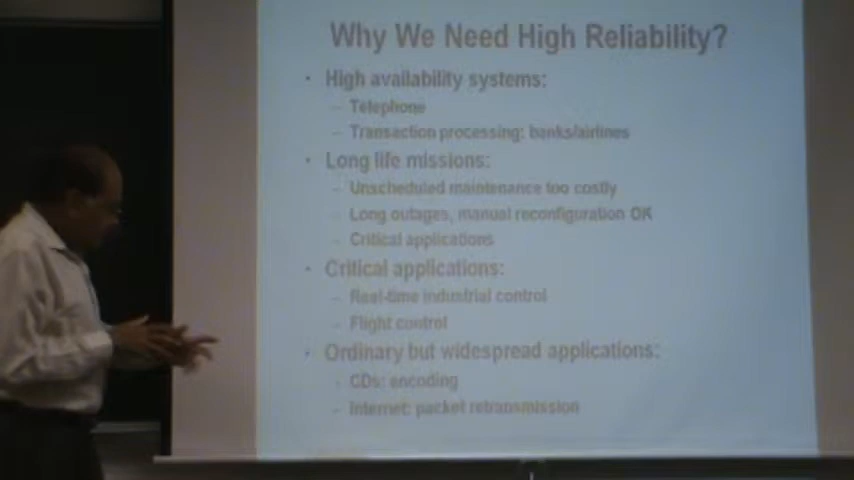 Why We Need High Reliability?
• High availability systems:
– Telephone
– Transaction processing: banks/airlines
• Long life missions:
– Unscheduled maintenance too costly
– Long outages, manual reconfiguration OK
– Critical applications
• Critical applications:
– Real-time industrial control
– Flight control
• Ordinary but widespread applications:
– CDs: encoding
– Internet: packet retransmission